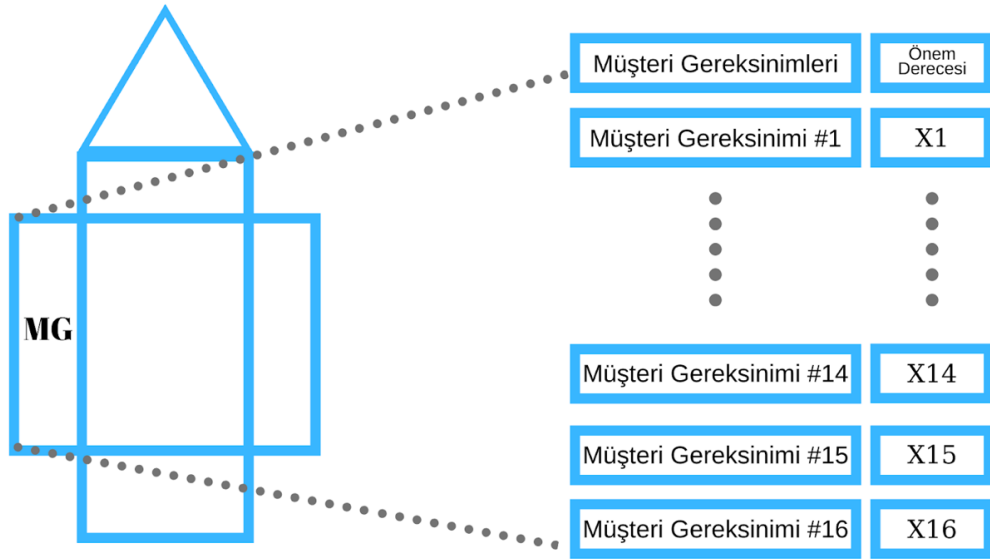 Müşteri Gereksinimleri
Önem
Derecesi
Müşteri Gereksinimi #1
X1
MG
Müşteri Gereksinimi #14
X14
Müşteri Gereksinimi #15
X15
Müşteri Gereksinimi #16
X16